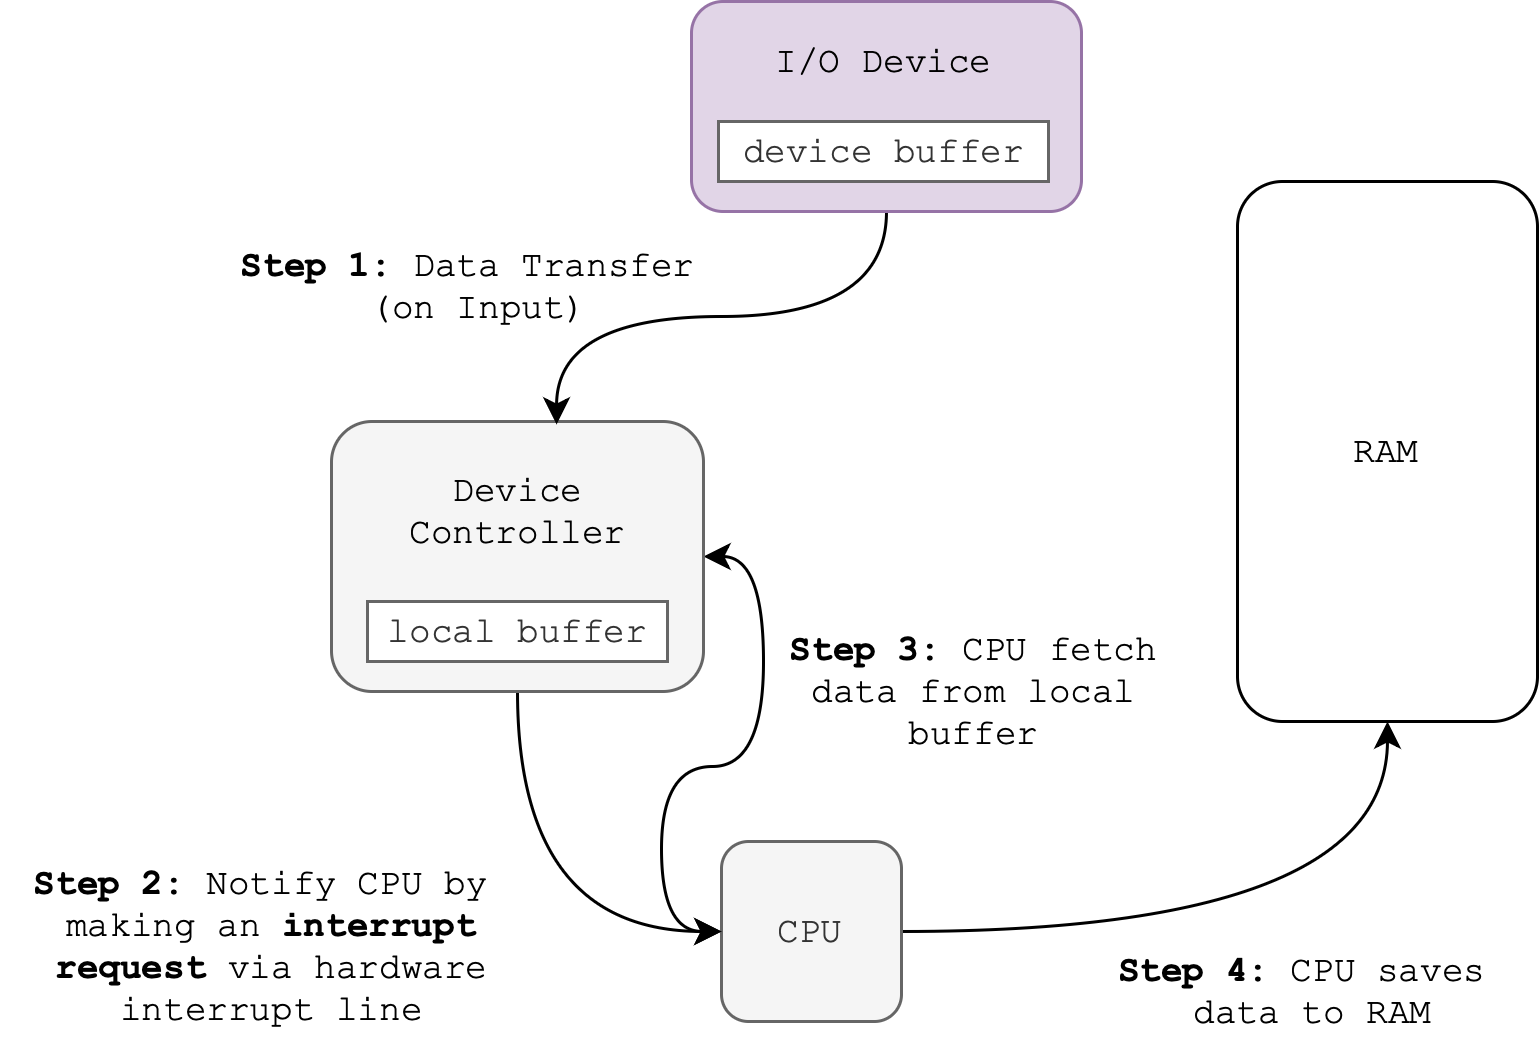 I/O Device
device buffer
Step 1: Data Transfer
(on Input)
RAM
Device
Controller
local buffer
Step 3: CPU fetch
data from local
buffer
Step 2: Notify CPU by
making an interrupt
request via hardware
interrupt line
CPU
Step 4: CPU saves
data to RAM